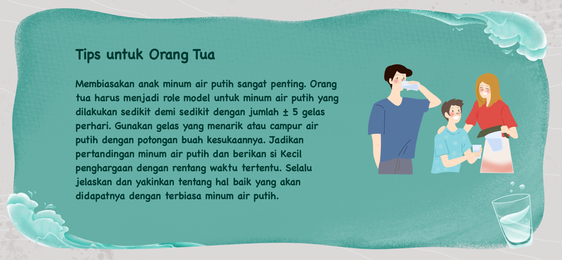 Tips untuk Orang Tua
Membiasakan anak minum air putih sangat penting. Orang
tua harus menjadi role model untuk minum air putih yang
dilakukan sedikit demi sedikit dengan jumlah ± 5 gelas
perhari. Gunakan gelas yang menarik atau campur air
putih dengan potongan buah kesukaannya. Jadikan
pertandingan minum air putih dan berikan si Kecil
penghargaan dengan rentang waktu tertentu. Selalu
jelaskan dan yakinkan tentang hal baik yang akan
didapatnya dengan terbiasa minum air putih.